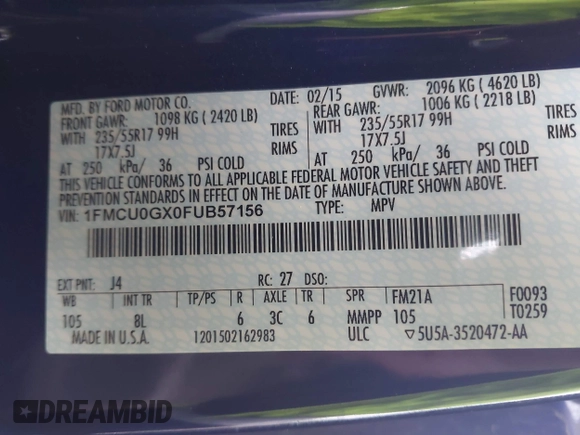 MFD. BY FORD MOTOR CO. DATE: 02/15 GVWR: 2096 KG ( 4620 LB)
FRONT GAWR: 1098 KG ( 2420 LB) REAR GAWR: 1006 KG ( 2218 LB)
WITH 235/55R17 99H TIRES WITH 235/55R17 99H TIRES
17X7.5J RIMS 17X7.5J RIMS
AT 250 kPa/ 36 PSI COLD AT 250 kPa/ 36 PSI COLD
THIS VEHICLE CONFORMS TO ALL APPLICABLE FEDERAL MOTOR VEHICLE SAFETY AND THEFT
PREVENTION STANDARDS IN EFFECT ON THE DATE OF MANUFACTURE SHOWN ABOVE.
VIN: 1FMCU0GX0FUB57156 TYPE: MPV
EXT PNT: J4 RC: 27 DSO:
WB INT TR TP/PS R AXLE TR SPR FM21A F0093
105 8L 6 3C 6 MMPP 105 T0259
MADE IN U.S.A. 1201502162983 ULC ▽5U5A-3520472-AA
DREAMBID